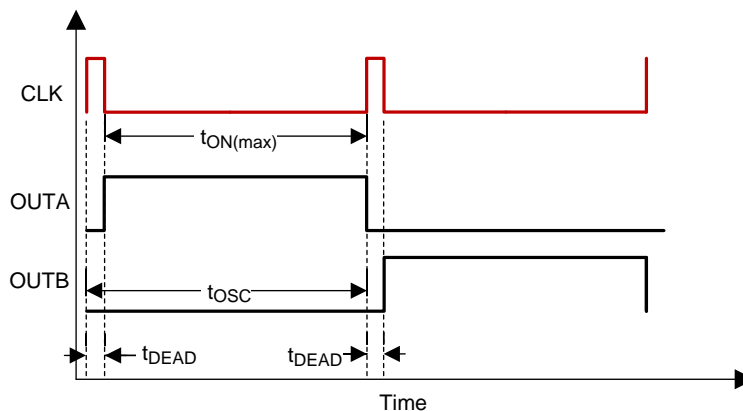 CLK
tON(max)
OUTA
OUTB
tOSC
tDEAD
tDEAD
Time